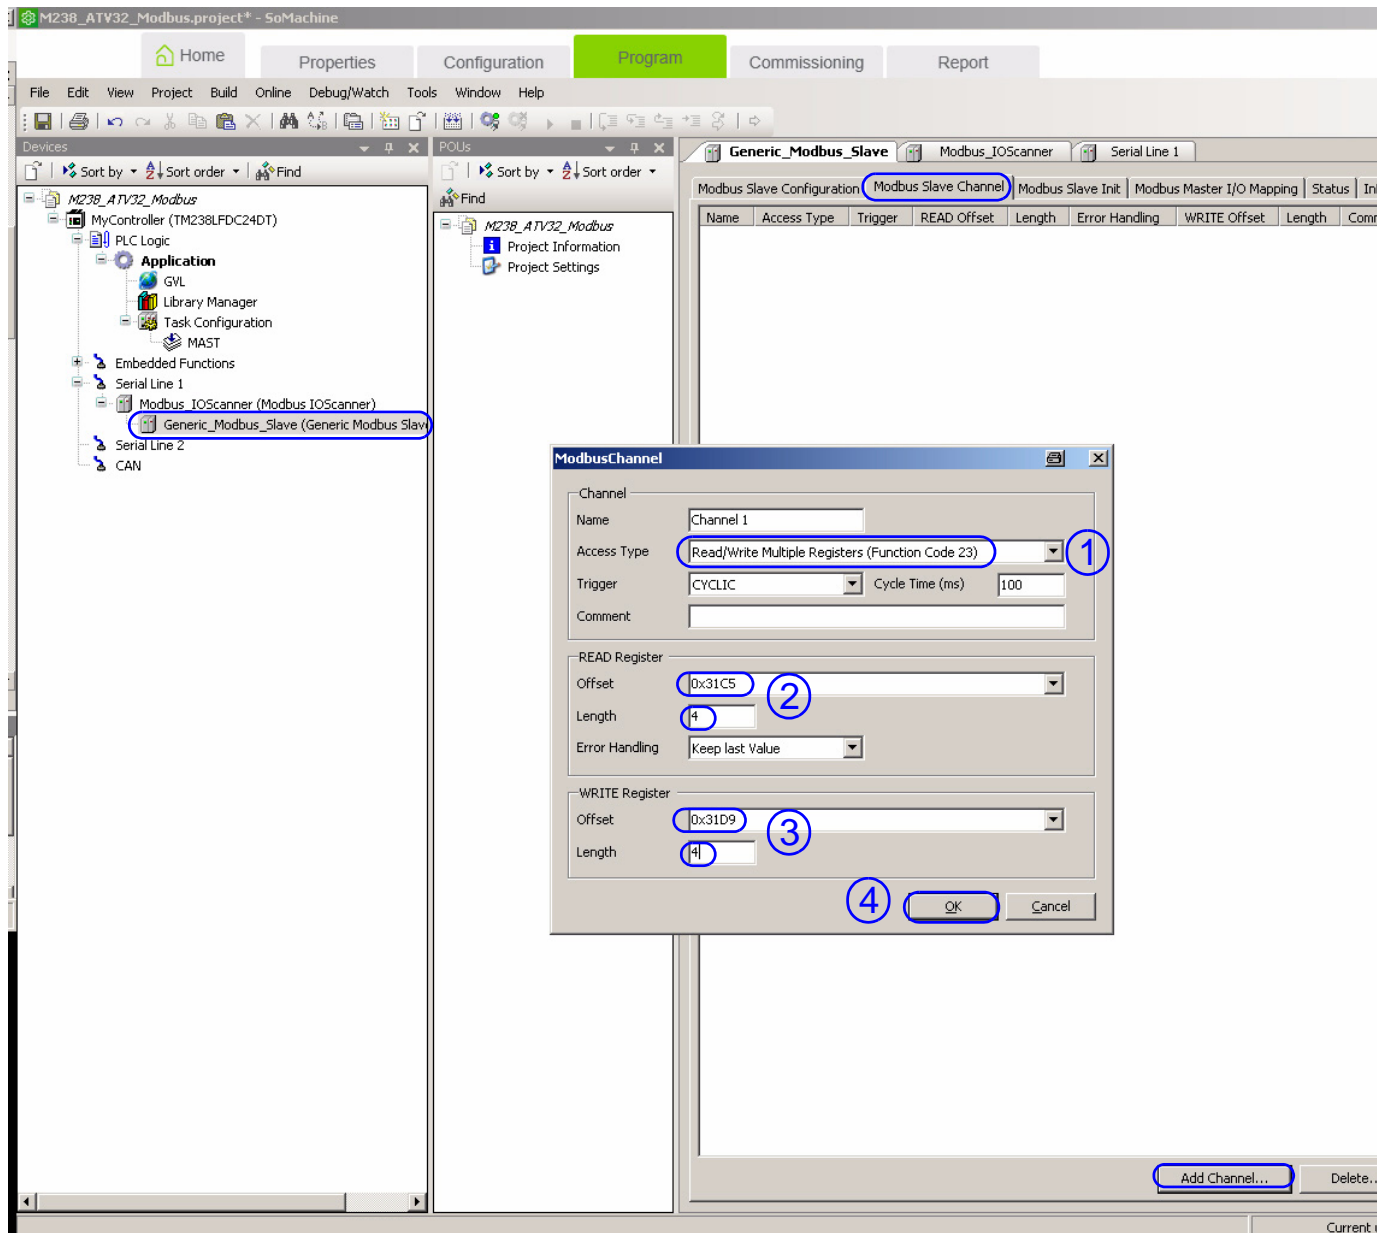 M238_ATV32_Modbus.project* - SoMachine
Home Properties Configuration Program Commissioning Report
File Edit View Project Build Online Debug/Watch Tools Window Help
Devices
Sort by Sort order Find
M238_ATV32_Modbus
MyController (TM238LFDC24DT)
PLC Logic
Application
GVL
Library Manager
Task Configuration
MAST
Embedded Functions
Serial Line 1
Modbus_IOScanner (Modbus IOScanner)
Generic_Modbus_Slave (Generic Modbus Slav
Serial Line 2
CAN
POUs
Sort by Sort order
Find
M238_ATV32_Modbus
Project Information
Project Settings
Generic_Modbus_Slave Modbus_IOScanner Serial Line 1
Modbus Slave Configuration Modbus Slave Channel Modbus Slave Init Modbus Master I/O Mapping Status In
Name Access Type Trigger READ Offset Length Error Handling WRITE Offset Length Comm
ModbusChannel
Channel
Name Channel 1
Access Type Read/Write Multiple Registers (Function Code 23) 1
Trigger CYCLIC Cycle Time (ms) 100
Comment
READ Register
Offset 0x31C5 2
Length 4
Error Handling Keep last Value
WRITE Register
Offset 0x31D9 3
Length 4
4 OK Cancel
Add Channel... Delete..
Current u